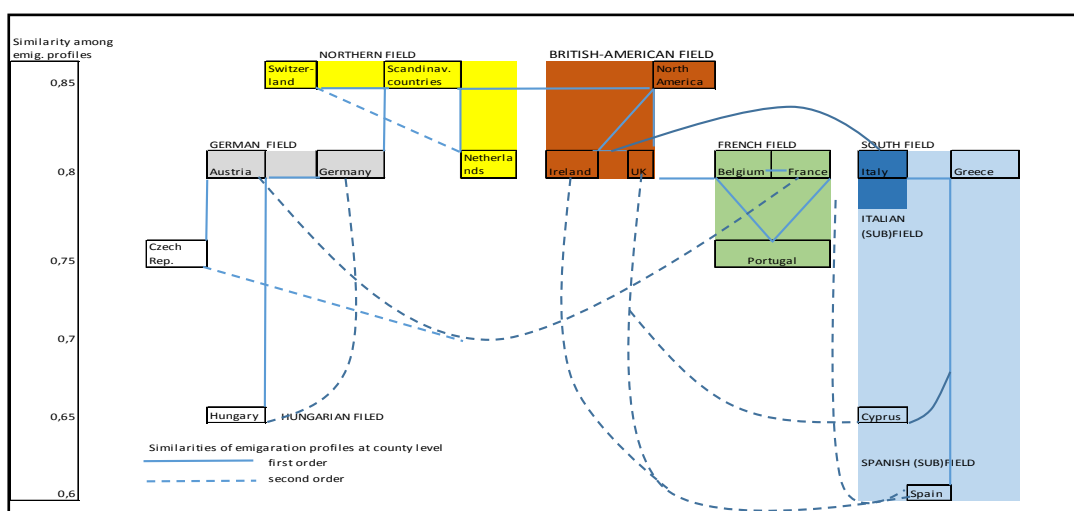 Similarity among
emig. profiles
NORTHERN FIELD
BRITISH-AMERICAN FIELD
Switzer-
land
Scandinav.
countries
North
America
0,85
GERMAN FIELD
FRENCH FIELD
SOUTH FIELD
Austria
Germany
Netherla
nds
Ireland
UK
Belgium
France
Italy
Greece
0,8
ITALIAN
(SUB)FIELD
Czech
Rep.
Portugal
0,75
0,7
Hungary
HUNGARIAN FILED
Cyprus
0,65
Similarities of emigaration profiles at county level
first order
second order
SPANISH (SUB)FIELD
Spain
0,6